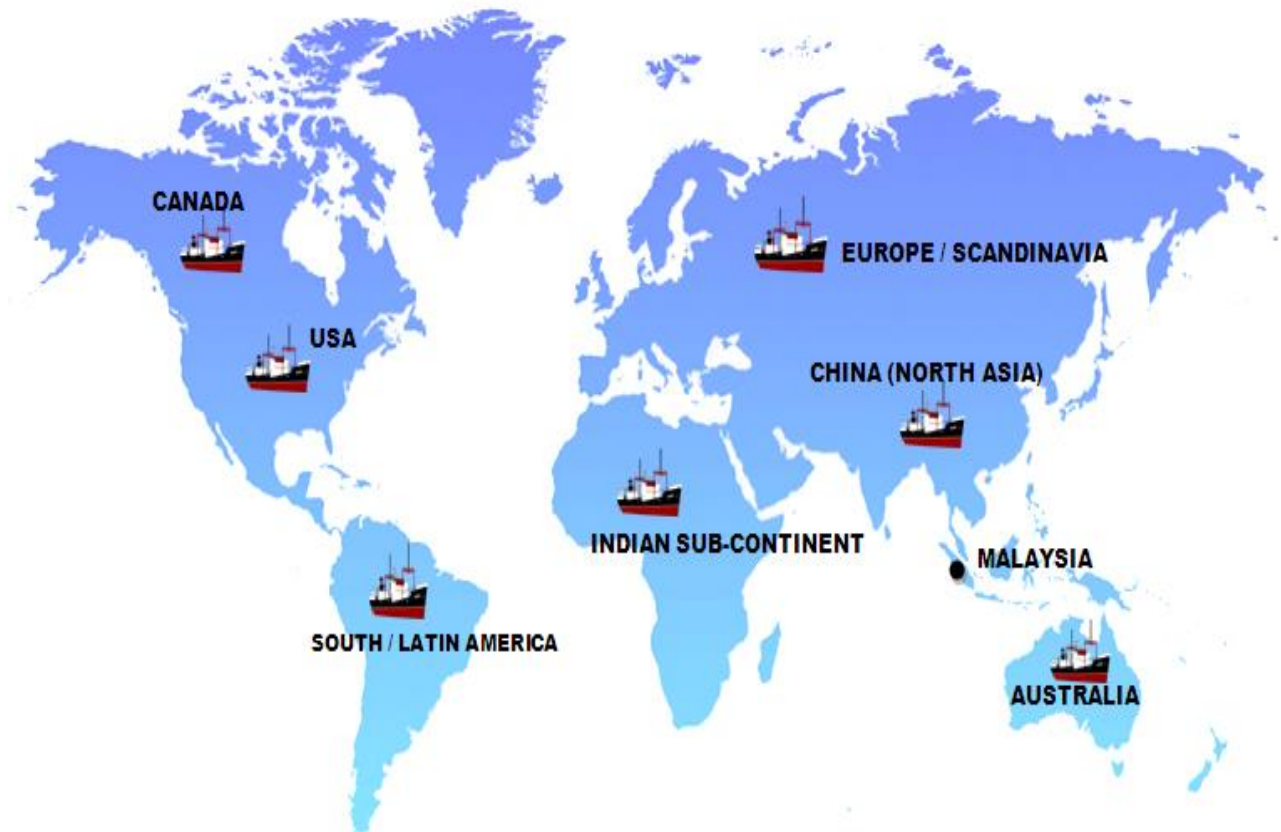 CANADA
EUROPE / SCANDINAVIA
USA
CHINA (NORTH ASIA)
INDIAN SUB-CONTINENT
MALAYSIA
SOUTH / LATIN AMERICA
AUSTRALIA